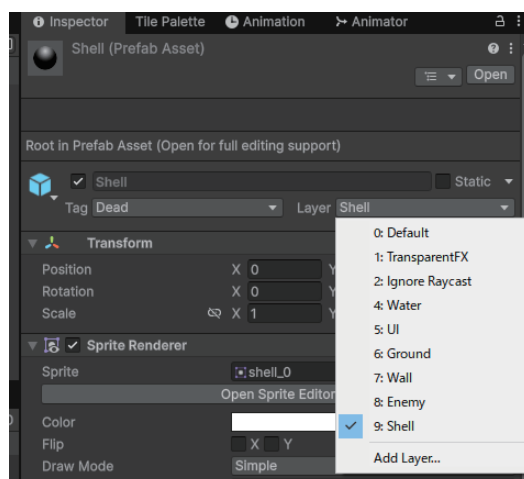 Inspector Tile Palette Animation Animator
Shell (Prefab Asset)
Open
Root in Prefab Asset (Open for full editing support)
Shell Static
Tag Dead Layer Shell
Transform
Position X 0 Y
Rotation X 0 Y
Scale X 1 Y
Sprite Renderer
Sprite shell_0
Open Sprite Editor
Color
Flip X Y
Draw Mode Simple
0: Default
1: TransparentFX
2: Ignore Raycast
4: Water
5: UI
6: Ground
7: Wall
8: Enemy
9: Shell
Add Layer...